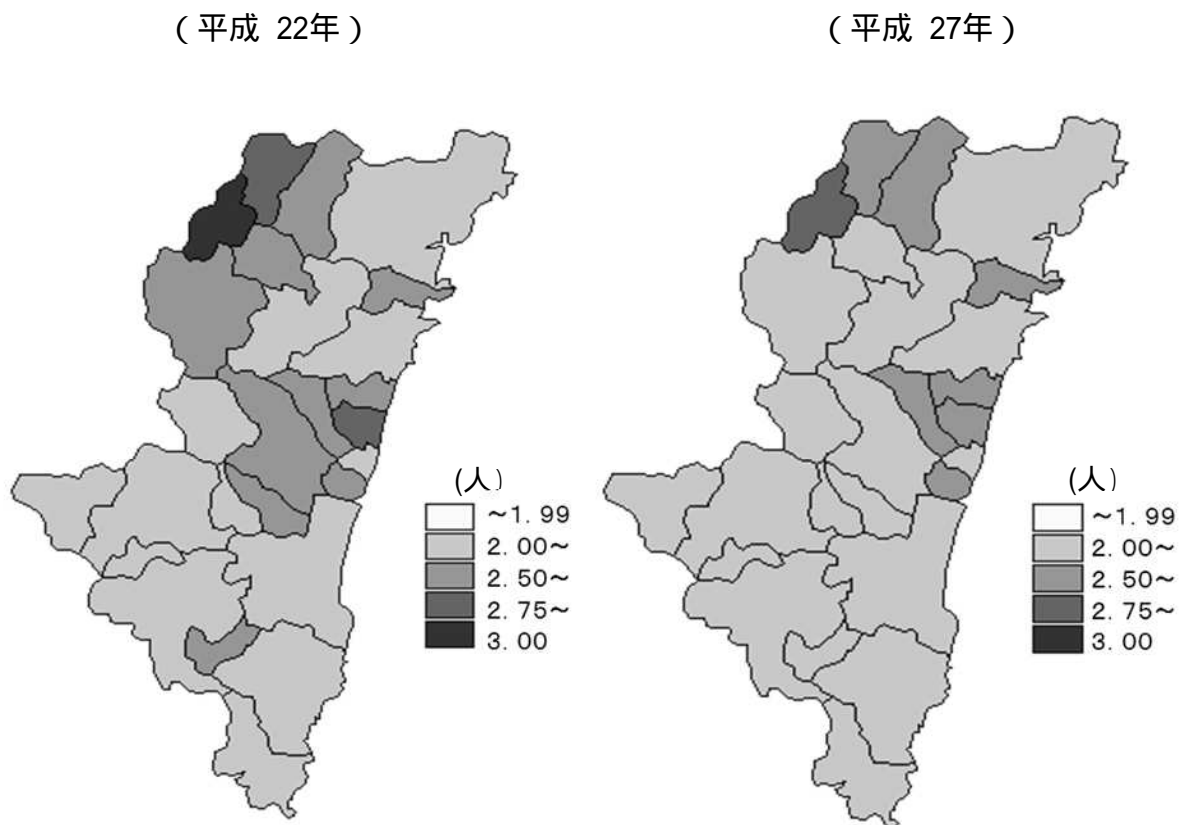 （平成 22年）
（平成 27年）
(人)
～1.99
2.00～
2.50～
2.75～
3.00
(人)
～1.99
2.00～
2.50～
2.75～
3.00